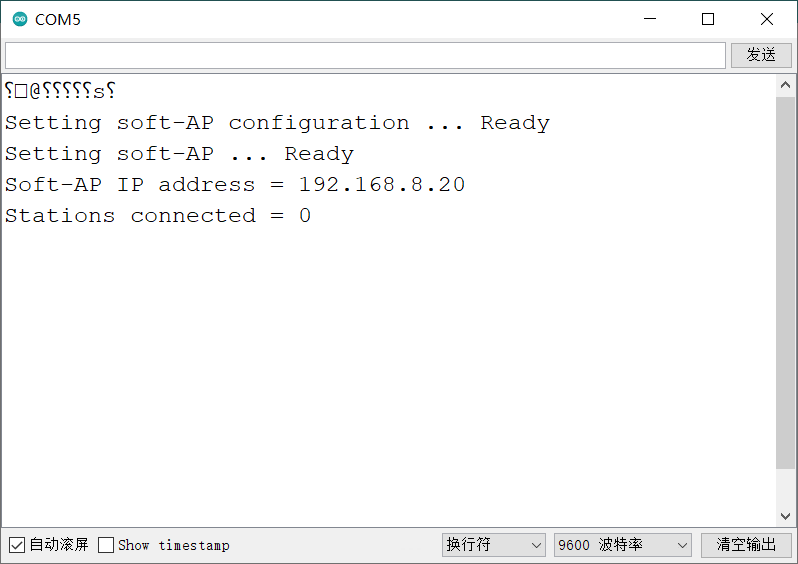 COM5
发送
⸮□@⸮⸮⸮⸮⸮s⸮
Setting soft-AP configuration ... Ready
Setting soft-AP ... Ready
Soft-AP IP address = 192.168.8.20
Stations connected = 0
自动滚屏 Show timestamp 换行符 9600 波特率 清空输出